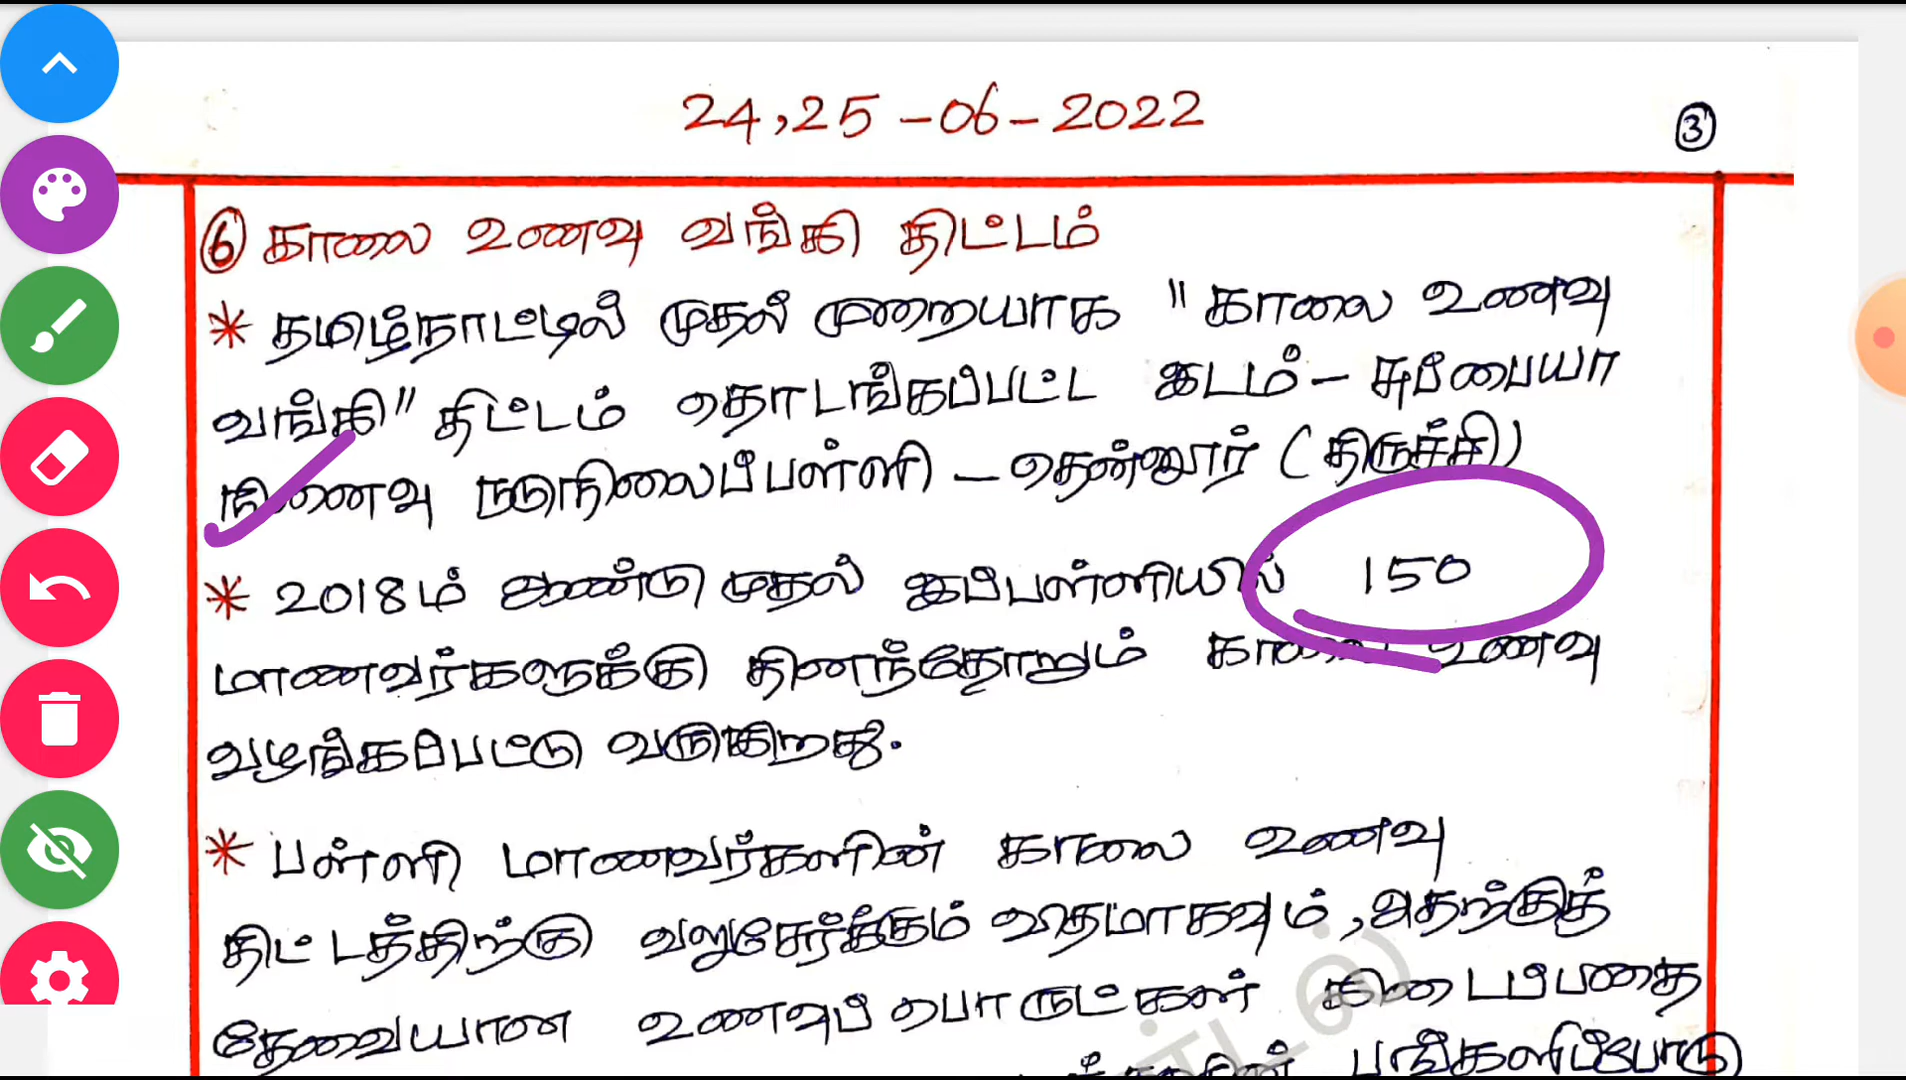 24,25-06-2022
3
6 காலை உணவு வங்கி திட்டம்
* தமிழ்நாட்டில் முதல் முறையாக "காலை உணவு
வங்கி" திட்டம் தொடங்கப்பட்ட இடம் - சுப்பையா
நினைவு நடுநிலைப்பள்ளி - தென்னூர் (திருச்சி)
* 2018ம் ஆண்டு முதல் இப்பள்ளியில் 150
மாணவர்களுக்கு தினந்தோறும் காலை உணவு
வழங்கப்பட்டு வருகிறது.
* பள்ளி மாணவர்களின் காலை உணவு
திட்டத்திற்கு வலுசேர்க்கும் விதமாகவும், அதற்குத்
தேவையான உணவுப் பொருட்கள் கிடைப்பதை
பங்களிப்போடு